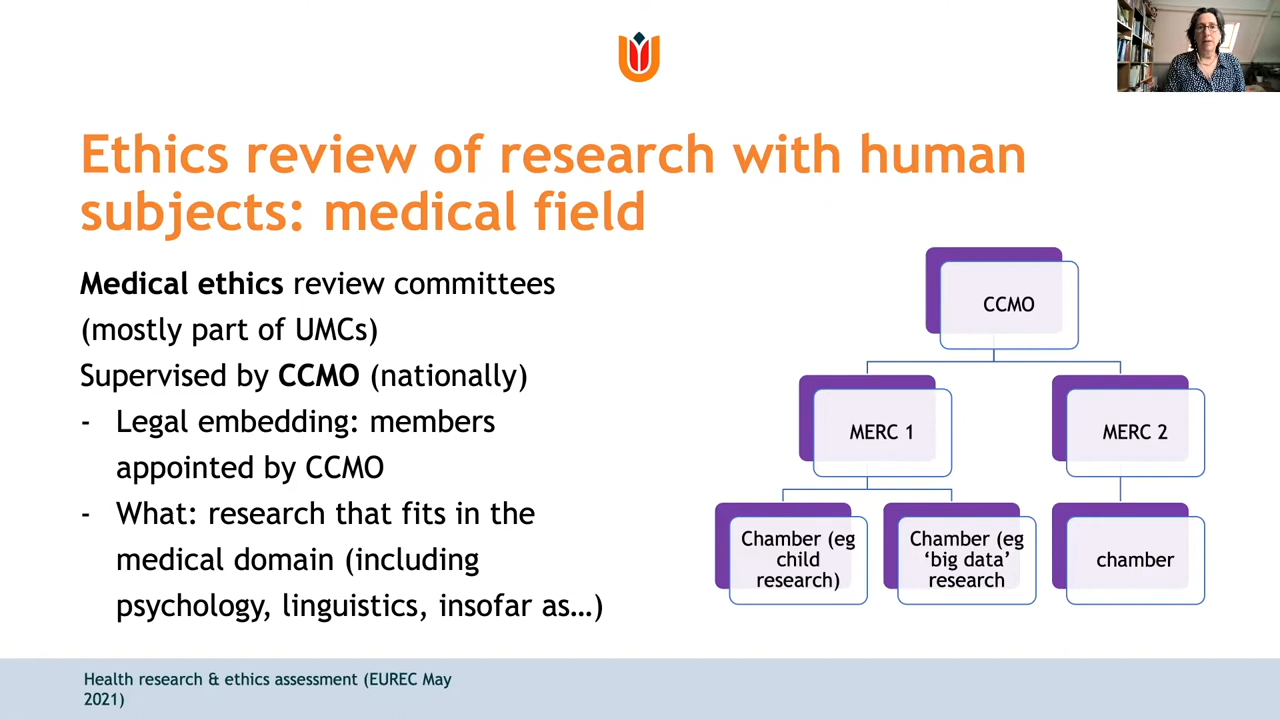 Ethics review of research with human
subjects: medical field
Medical ethics review committees
(mostly part of UMCs)
Supervised by CCMO (nationally)
- Legal embedding: members
appointed by CCMO
- What: research that fits in the
medical domain (including
psychology, linguistics, insofar as…)
CCMO
MERC 1
MERC 2
Chamber (eg
child
research)
Chamber (eg
‘big data’
research
chamber
Health research & ethics assessment (EUREC May
2021)